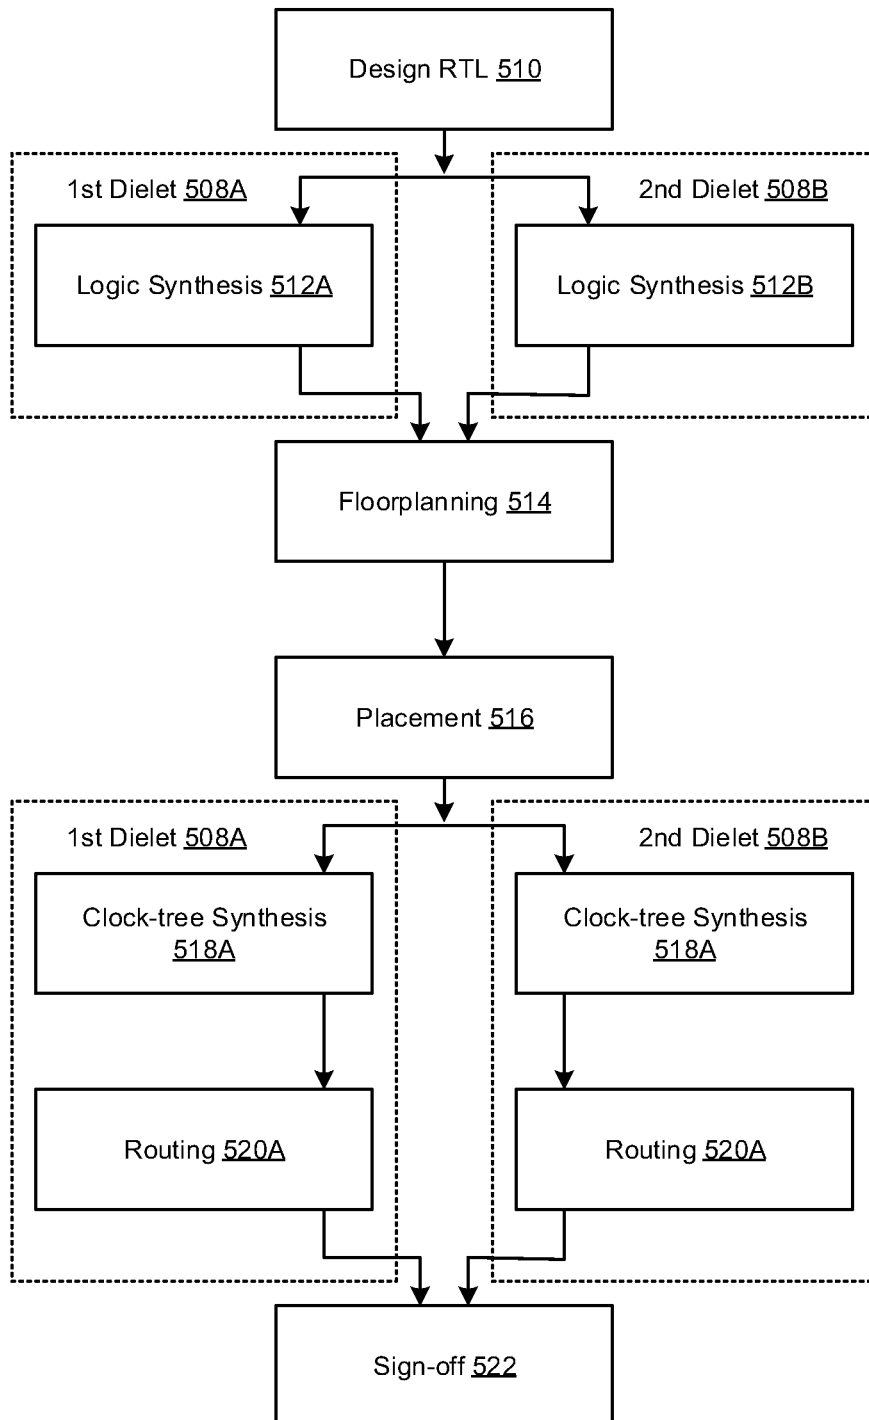 Design RTL 510
1st Dielet 508A
2nd Dielet 508B
Logic Synthesis 512A
Logic Synthesis 512B
Floorplanning 514
Placement 516
1st Dielet 508A
2nd Dielet 508B
Clock-tree Synthesis
518A
Clock-tree Synthesis
518A
Routing 520A
Routing 520A
Sign-off 522